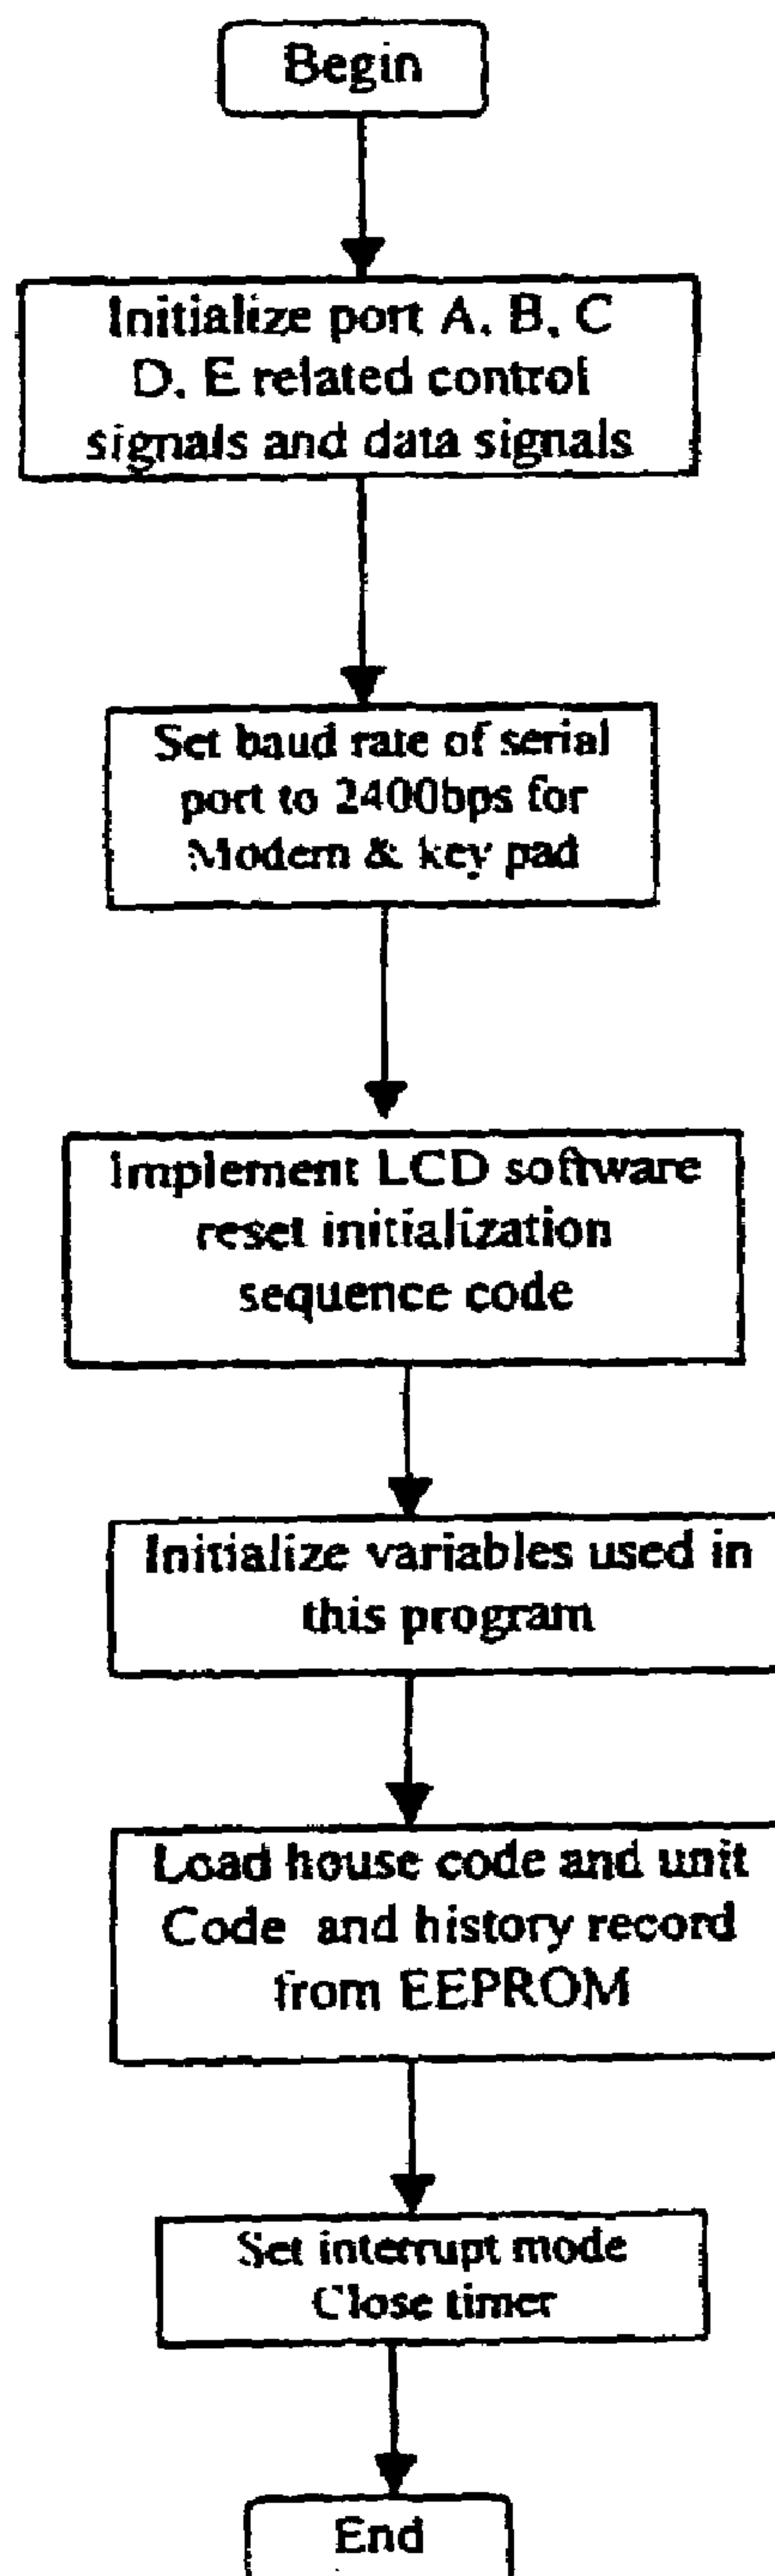 Begin
Initialize port A, B, C
D, E related control
signals and data signals
Set baud rate of serial
port to 2400bps for
Modem & key pad
Implement LCD software
reset initialization
sequence code
Initialize variables used in
this program
Load house code and unit
Code and history record
from EEPROM
Set interrupt mode
Close timer
End